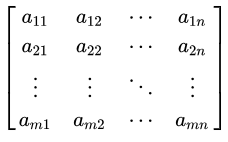 a₁₁ a₁₂ ⋯ a₁ₙ
a₂₁ a₂₂ ⋯ a₂ₙ
⋮ ⋮ ⋱ ⋮
aₘ₁ aₘ₂ ⋯ aₘₙ